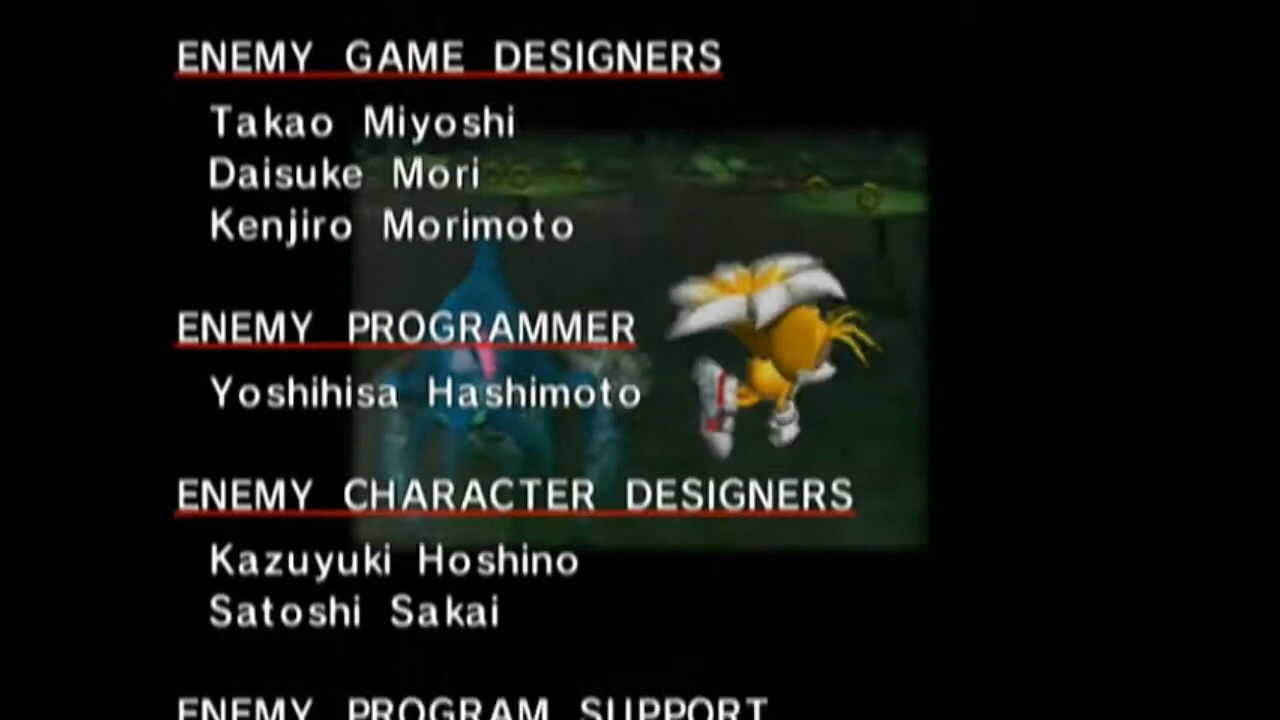 ENEMY GAME DESIGNERS
Takao Miyoshi
Daisuke Mori
Kenjiro Morimoto
ENEMY PROGRAMMER
Yoshihisa Hashimoto
ENEMY CHARACTER DESIGNERS
Kazuyuki Hoshino
Satoshi Sakai
ENEMY PROGRAM SUPPORT